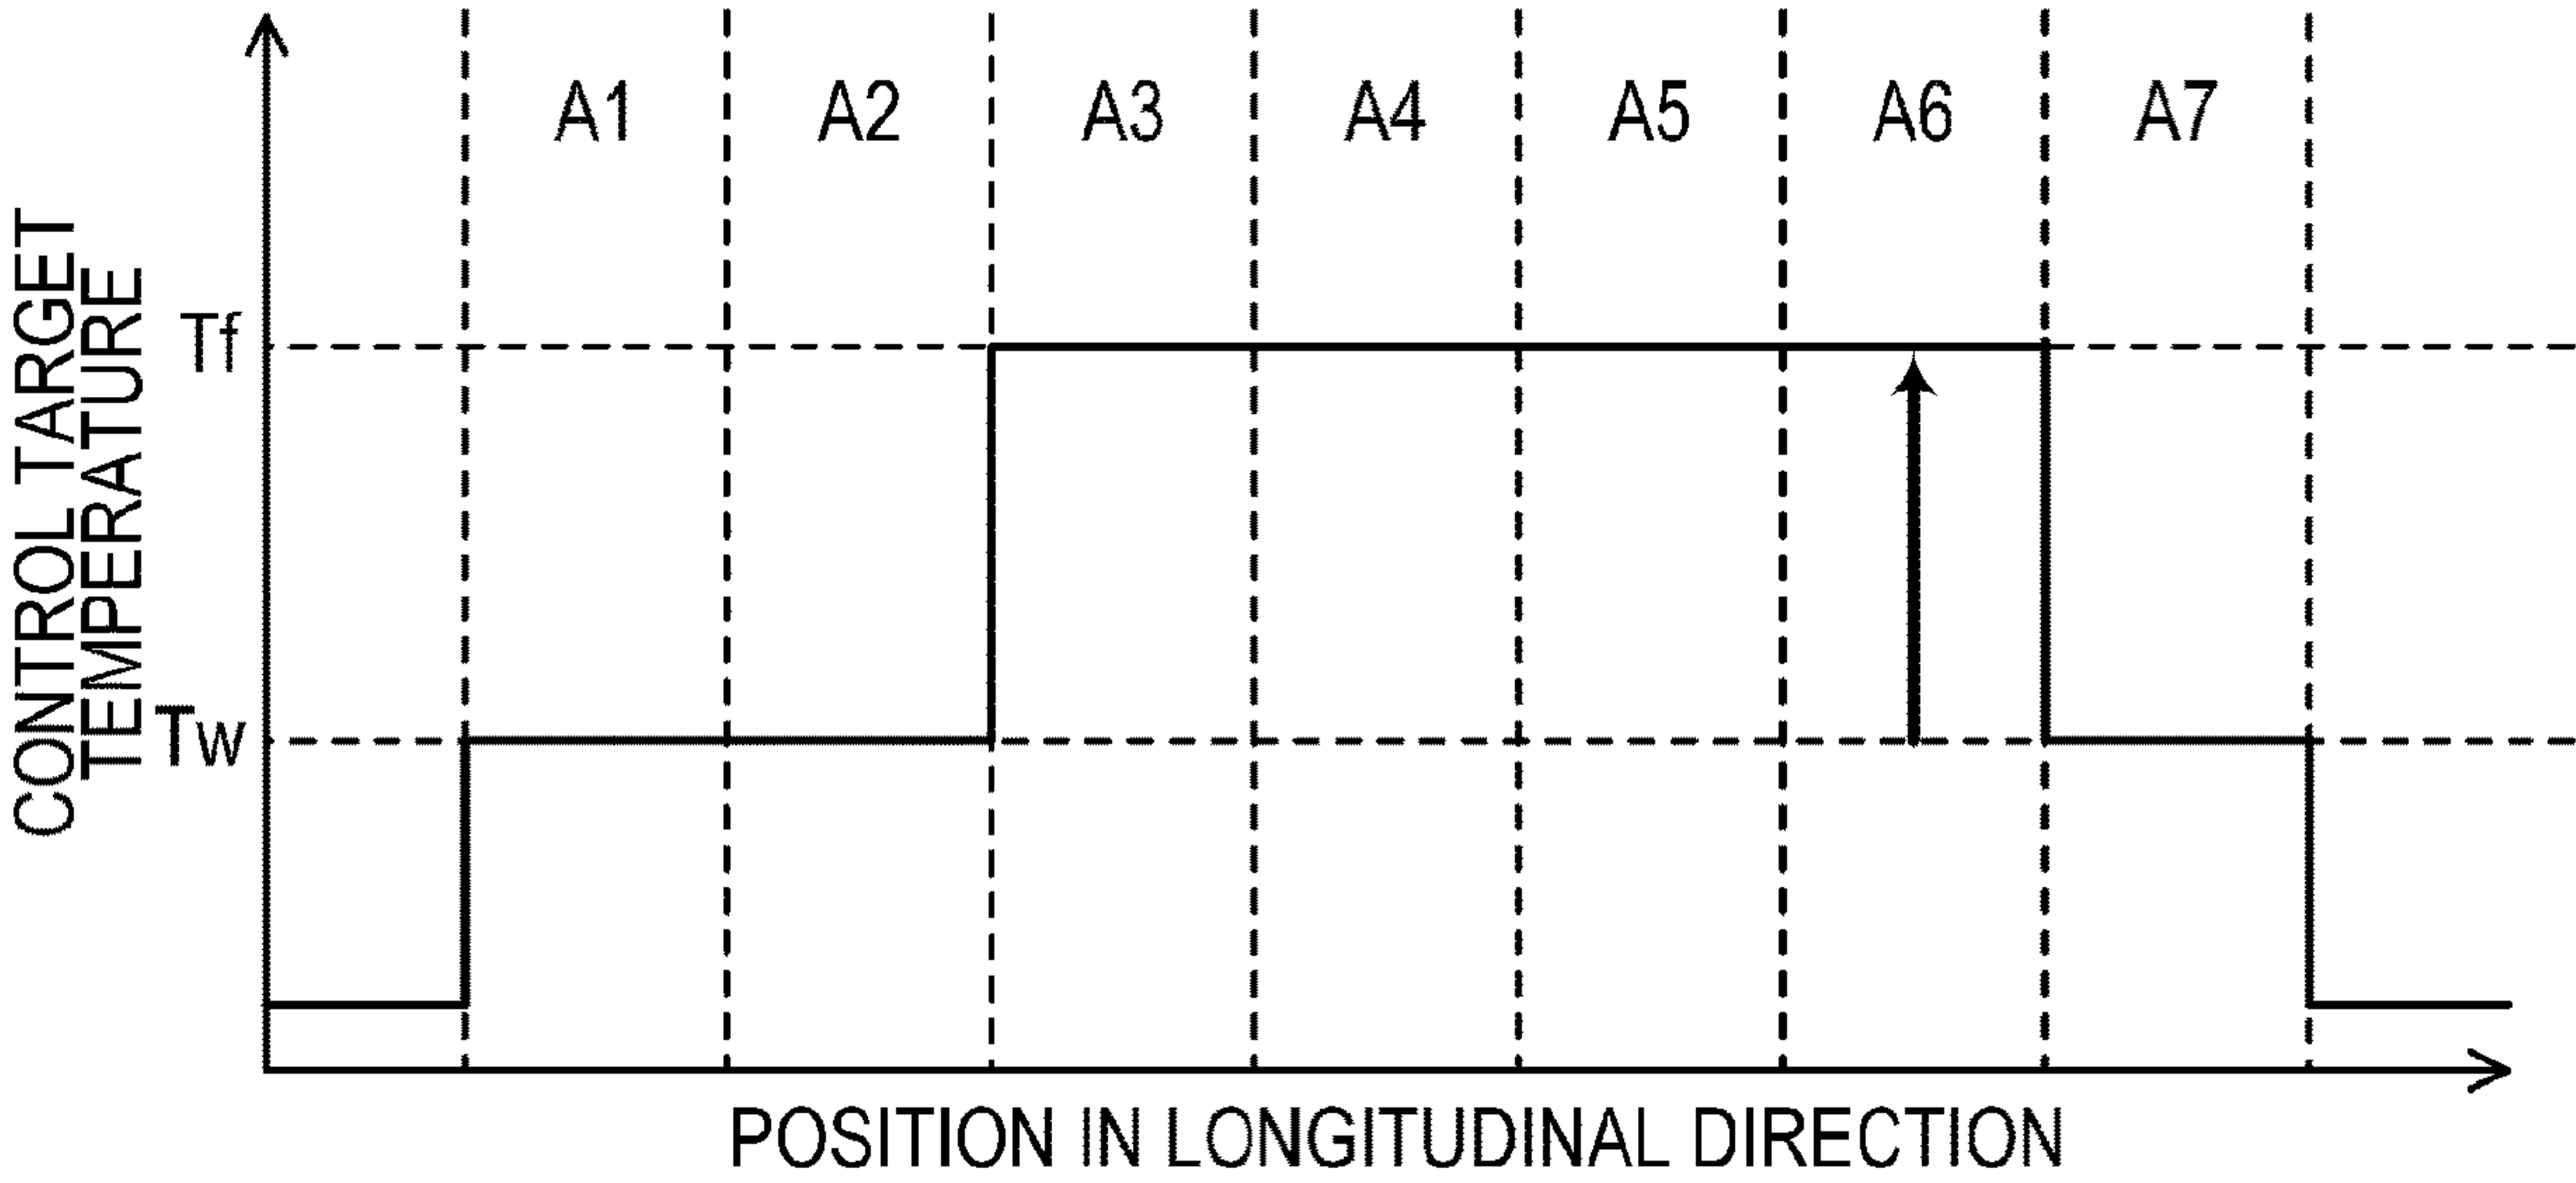 A1 A2 A3 A4 A5 A6 A7
CONTROL TARGET
TEMPERATURE
Tf
Tw
POSITION IN LONGITUDINAL DIRECTION